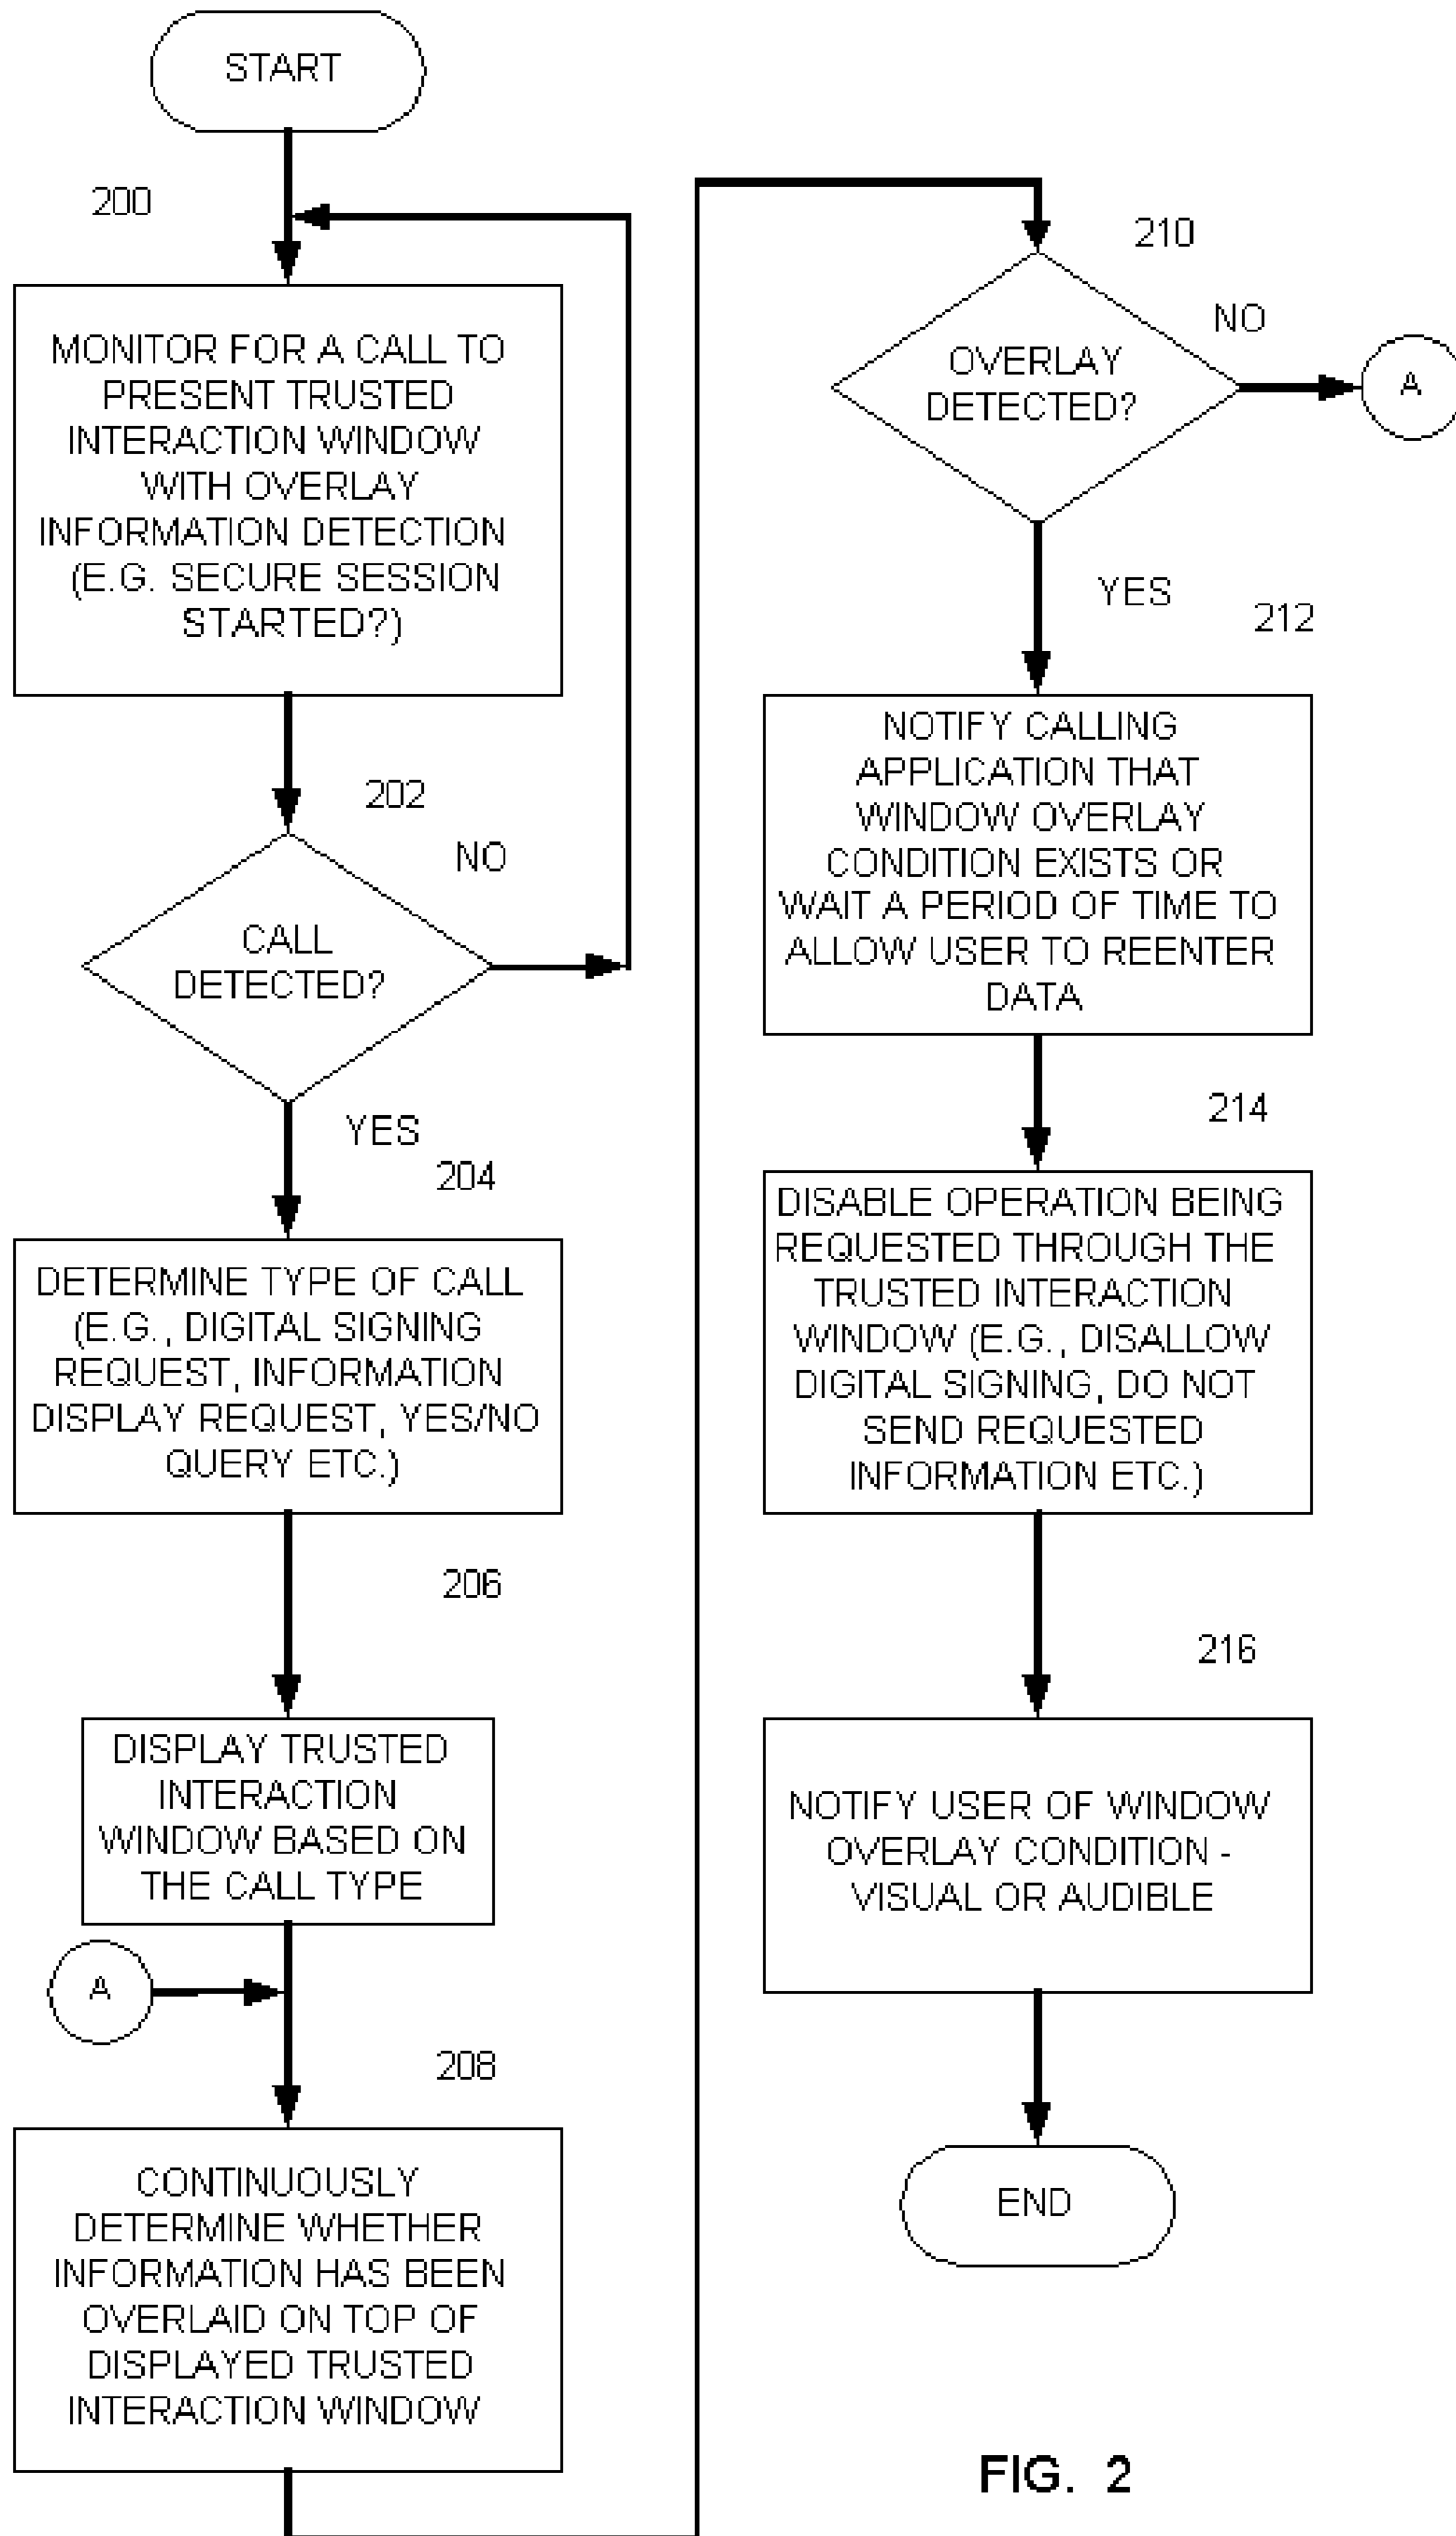 START
200
MONITOR FOR A CALL TO
PRESENT TRUSTED
INTERACTION WINDOW
WITH OVERLAY
INFORMATION DETECTION
(E.G. SECURE SESSION
STARTED?)
202
NO
CALL
DETECTED?
YES
204
DETERMINE TYPE OF CALL
(E.G., DIGITAL SIGNING
REQUEST, INFORMATION
DISPLAY REQUEST, YES/NO
QUERY ETC.)
206
DISPLAY TRUSTED
INTERACTION
WINDOW BASED ON
THE CALL TYPE
A
208
CONTINUOUSLY
DETERMINE WHETHER
INFORMATION HAS BEEN
OVERLAID ON TOP OF
DISPLAYED TRUSTED
INTERACTION WINDOW
210
NO
OVERLAY
DETECTED?
A
YES
212
NOTIFY CALLING
APPLICATION THAT
WINDOW OVERLAY
CONDITION EXISTS OR
WAIT A PERIOD OF TIME TO
ALLOW USER TO REENTER
DATA
214
DISABLE OPERATION BEING
REQUESTED THROUGH THE
TRUSTED INTERACTION
WINDOW (E.G., DISALLOW
DIGITAL SIGNING, DO NOT
SEND REQUESTED
INFORMATION ETC.)
216
NOTIFY USER OF WINDOW
OVERLAY CONDITION -
VISUAL OR AUDIBLE
END
FIG. 2